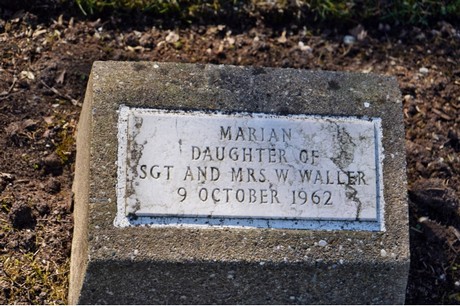 MARIAN
DAUGHTER OF
SGT AND MRS. W. WALLER
9 OCTOBER 1962